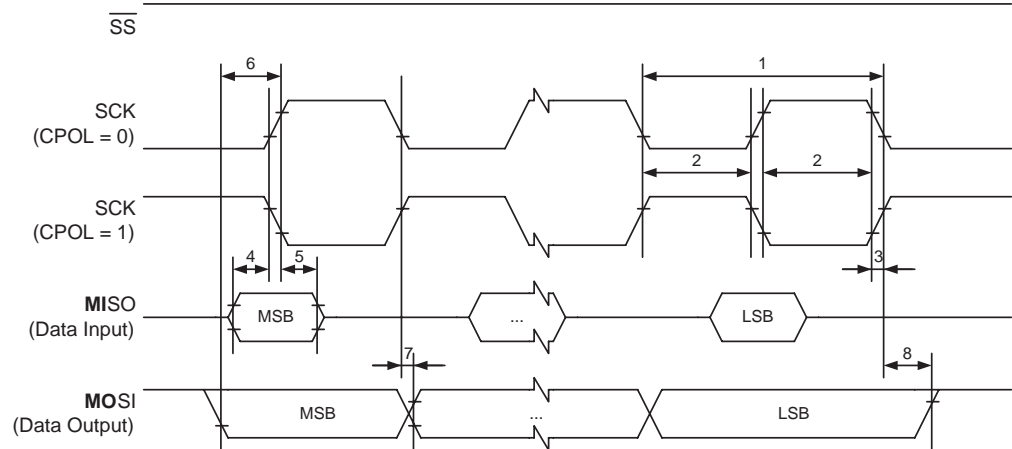 SS
6
1
SCK
(CPOL = 0)
2
2
SCK
(CPOL = 1)
4
5
3
MISO
(Data Input)
MSB
...
LSB
7
8
MOSI
(Data Output)
MSB
...
LSB